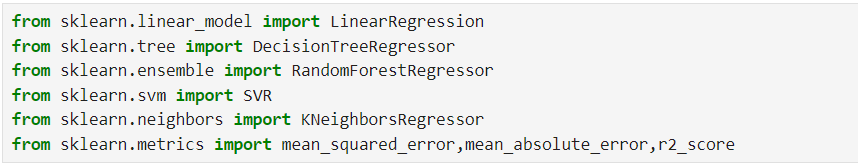 from sklearn.linear_model import LinearRegression
from sklearn.tree import DecisionTreeRegressor
from sklearn.ensemble import RandomForestRegressor
from sklearn.svm import SVR
from sklearn.neighbors import KNeighborsRegressor
from sklearn.metrics import mean_squared_error,mean_absolute_error,r2_score